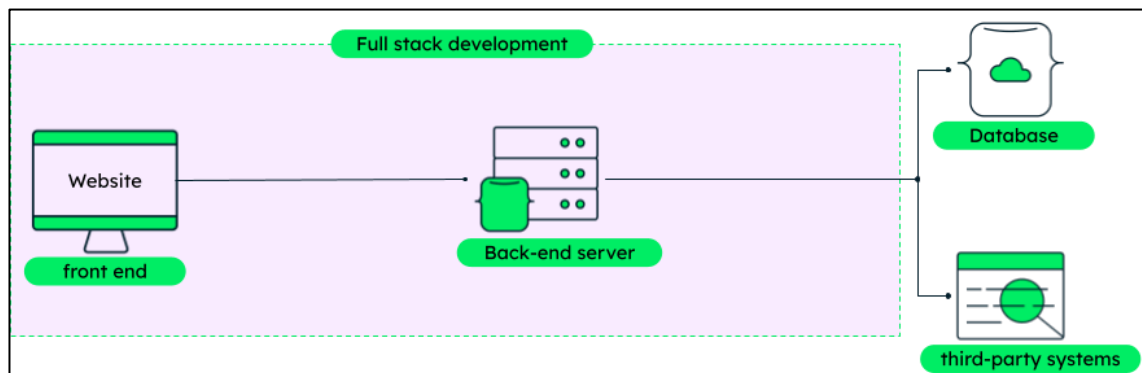 Full stack development
Website
front end
Back-end server
Database
third-party systems